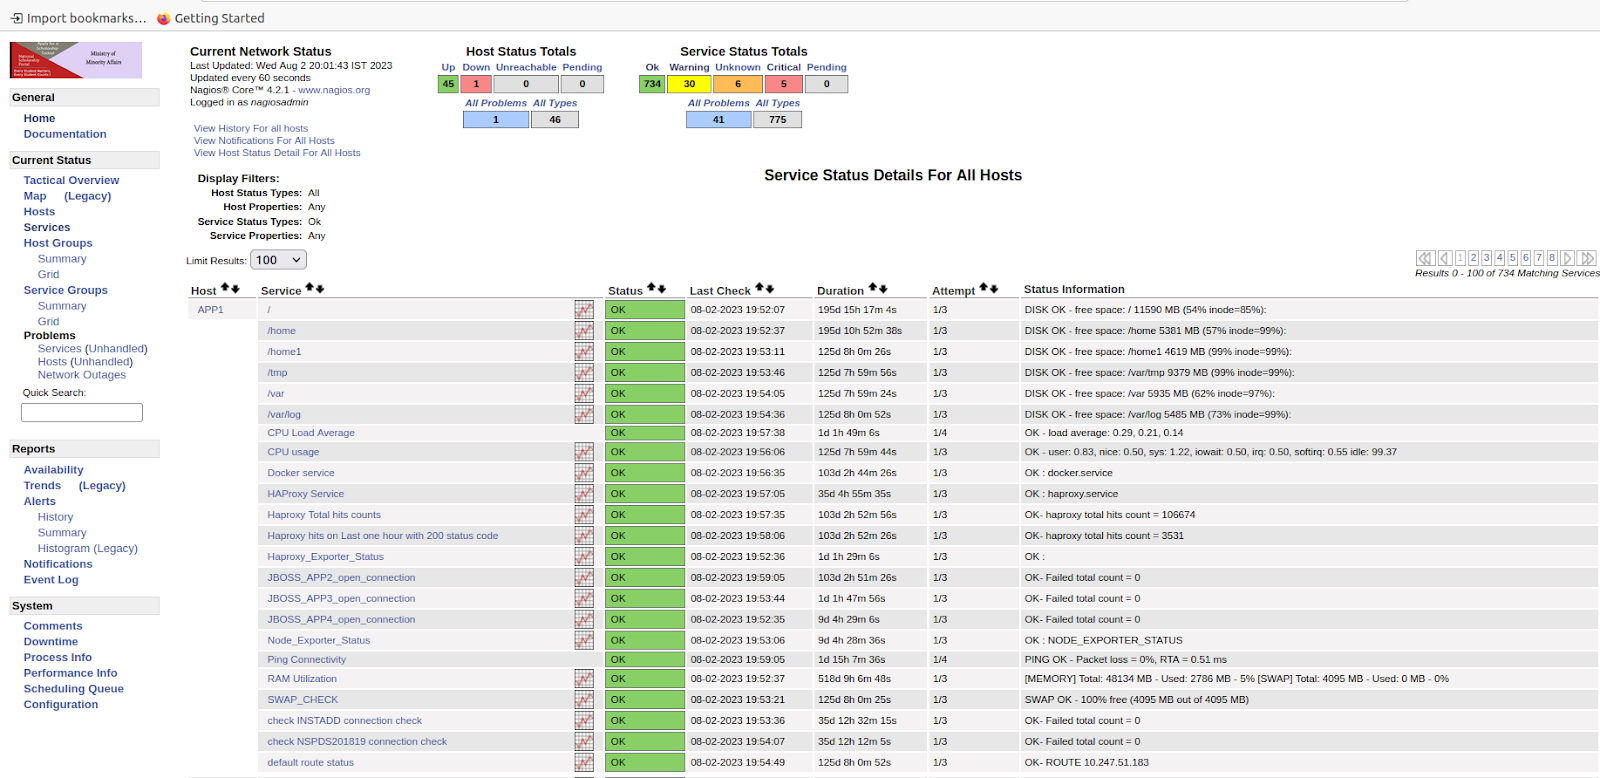 Import bookmarks...  Getting Started
National Scholarship Portal
Ministry of
Minority Affairs
Current Network Status
Last Updated: Wed Aug 2 20:01:43 IST 2023
Updated every 60 seconds
Nagios® Core™ 4.2.1 - www.nagios.org
Logged in as nagiosadmin
View History For all hosts
View Notifications For All Hosts
View Host Status Detail For All Hosts
Host Status Totals
Up Down Unreachable Pending
45 1 0 0
All Problems All Types
1 46
Service Status Totals
Ok Warning Unknown Critical Pending
734 30 6 5 0
All Problems All Types
41 775
General
Home
Documentation
Current Status
Tactical Overview
Map (Legacy)
Hosts
Services
Host Groups
Summary
Grid
Service Groups
Summary
Grid
Problems
Services (Unhandled)
Hosts (Unhandled)
Network Outages
Quick Search:
Reports
Availability
Trends (Legacy)
Alerts
History
Summary
Histogram (Legacy)
Notifications
Event Log
System
Comments
Downtime
Process Info
Performance Info
Scheduling Queue
Configuration
Display Filters:
Host Status Types: All
Host Properties: Any
Service Status Types: Ok
Service Properties: Any
Service Status Details For All Hosts
Limit Results: 100
1 2 3 4 5 6 7 8
Results 0 - 100 of 734 Matching Services
Host Service Status Last Check Duration Attempt Status Information
APP1 / OK 08-02-2023 19:52:07 195d 15h 17m 4s 1/3 DISK OK - free space: / 11590 MB (54% inode=85%):
/home OK 08-02-2023 19:52:37 195d 10h 52m 38s 1/3 DISK OK - free space: /home 5381 MB (57% inode=99%):
/home1 OK 08-02-2023 19:53:11 125d 8h 0m 26s 1/3 DISK OK - free space: /home1 4619 MB (99% inode=99%):
/tmp OK 08-02-2023 19:53:46 125d 7h 59m 56s 1/3 DISK OK - free space: /var/tmp 9379 MB (99% inode=99%):
/var OK 08-02-2023 19:54:05 125d 7h 59m 24s 1/3 DISK OK - free space: /var 5935 MB (62% inode=97%):
/var/log OK 08-02-2023 19:54:36 125d 8h 0m 52s 1/3 DISK OK - free space: /var/log 5485 MB (73% inode=99%):
CPU Load Average OK 08-02-2023 19:57:38 1d 1h 49m 6s 1/4 OK - load average: 0.29, 0.21, 0.14
CPU usage OK 08-02-2023 19:56:06 125d 7h 59m 44s 1/3 OK - user: 0.83, nice: 0.50, sys: 1.22, iowait: 0.50, irq: 0.50, softirq: 0.55 idle: 99.37
Docker service OK 08-02-2023 19:56:35 103d 2h 44m 26s 1/3 OK : docker.service
HAProxy Service OK 08-02-2023 19:57:05 35d 4h 55m 35s 1/3 OK : haproxy.service
Haproxy Total hits counts OK 08-02-2023 19:57:35 103d 2h 52m 56s 1/3 OK- haproxy total hits count = 106674
Haproxy hits on Last one hour with 200 status code OK 08-02-2023 19:58:06 103d 2h 52m 26s 1/3 OK- haproxy total hits count = 3531
Haproxy_Exporter_Status OK 08-02-2023 19:52:36 1d 1h 29m 6s 1/3 OK :
JBOSS_APP2_open_connection OK 08-02-2023 19:59:05 103d 2h 51m 26s 1/3 OK- Failed total count = 0
JBOSS_APP3_open_connection OK 08-02-2023 19:53:44 1d 1h 47m 56s 1/3 OK- Failed total count = 0
JBOSS_APP4_open_connection OK 08-02-2023 19:52:35 9d 4h 29m 6s 1/3 OK- Failed total count = 0
Node_Exporter_Status OK 08-02-2023 19:53:06 9d 4h 28m 36s 1/3 OK : NODE_EXPORTER_STATUS
Ping Connectivity OK 08-02-2023 19:59:05 1d 15h 7m 36s 1/4 PING OK - Packet loss = 0%, RTA = 0.51 ms
RAM Utilization OK 08-02-2023 19:52:37 518d 9h 6m 48s 1/3 [MEMORY] Total: 48134 MB - Used: 2786 MB - 5% [SWAP] Total: 4095 MB - Used: 0 MB - 0%
SWAP_CHECK OK 08-02-2023 19:53:21 125d 8h 0m 25s 1/3 SWAP OK - 100% free (4095 MB out of 4095 MB)
check INSTADD connection check OK 08-02-2023 19:53:36 35d 12h 32m 15s 1/3 OK- Failed total count = 0
check NSPDS201819 connection check OK 08-02-2023 19:54:07 35d 12h 12m 5s 1/3 OK- Failed total count = 0
default route status OK 08-02-2023 19:54:49 125d 8h 0m 52s 1/3 OK- ROUTE 10.247.51.183